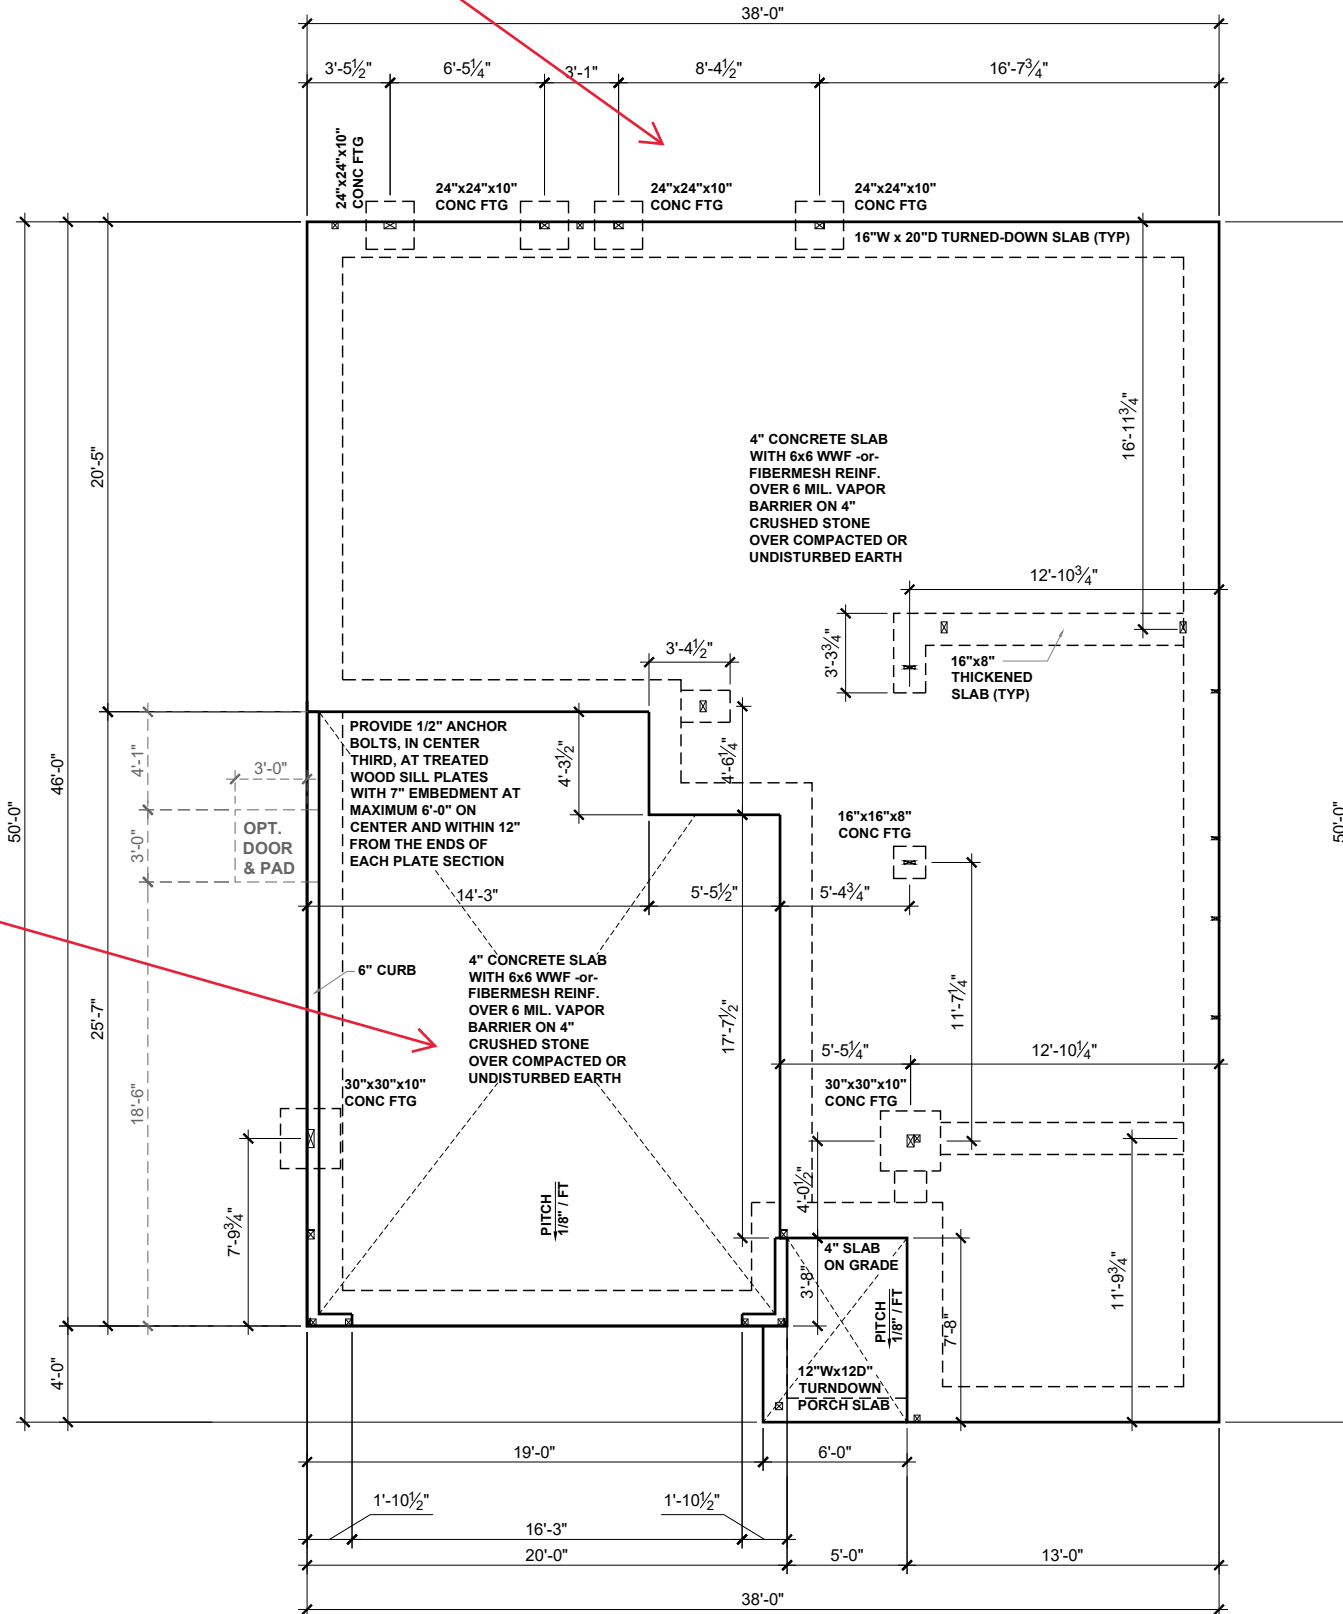 38'-0"
3'-5½"
6'-5¼"
3'-1"
8'-4½"
16'-7¾"
24"x24"x10"
CONC FTG
24"x24"x10"
CONC FTG
24"x24"x10"
CONC FTG
24"x24"x10"
CONC FTG
16"W x 20"D TURNED-DOWN SLAB (TYP)
50'-0"
46'-0"
20'-5"
16'-11¾"
4" CONCRETE SLAB
WITH 6x6 WWF -or-
FIBERMESH REINF.
OVER 6 MIL. VAPOR
BARRIER ON 4"
CRUSHED STONE
OVER COMPACTED OR
UNDISTURBED EARTH
12'-10¾"
3'-3¾"
16"x8"
THICKENED
SLAB (TYP)
3'-4½"
PROVIDE 1/2" ANCHOR
BOLTS, IN CENTER
THIRD, AT TREATED
WOOD SILL PLATES
WITH 7" EMBEDMENT AT
MAXIMUM 6'-0" ON
CENTER AND WITHIN 12"
FROM THE ENDS OF
EACH PLATE SECTION
4'-3½"
4'-6¼"
4'-1"
3'-0"
OPT.
DOOR
& PAD
3'-0"
16"x16"x8"
CONC FTG
50'-0"
14'-3"
5'-5½"
5'-4¾"
6" CURB
4" CONCRETE SLAB
WITH 6x6 WWF -or-
FIBERMESH REINF.
OVER 6 MIL. VAPOR
BARRIER ON 4"
CRUSHED STONE
OVER COMPACTED OR
UNDISTURBED EARTH
25'-7"
17'-7½"
11'-7¼"
5'-5¼"
12'-10¼"
18'-6"
30"x30"x10"
CONC FTG
30"x30"x10"
CONC FTG
7'-9¾"
PITCH
1/8" / FT
4'-0½"
4" SLAB
ON GRADE
3'-8"
PITCH
1/8" / FT
7'-8"
11'-9¾"
4'-0"
12"Wx12D"
TURNDOWN
PORCH SLAB
19'-0"
6'-0"
1'-10½"
1'-10½"
16'-3"
20'-0"
5'-0"
13'-0"
38'-0"